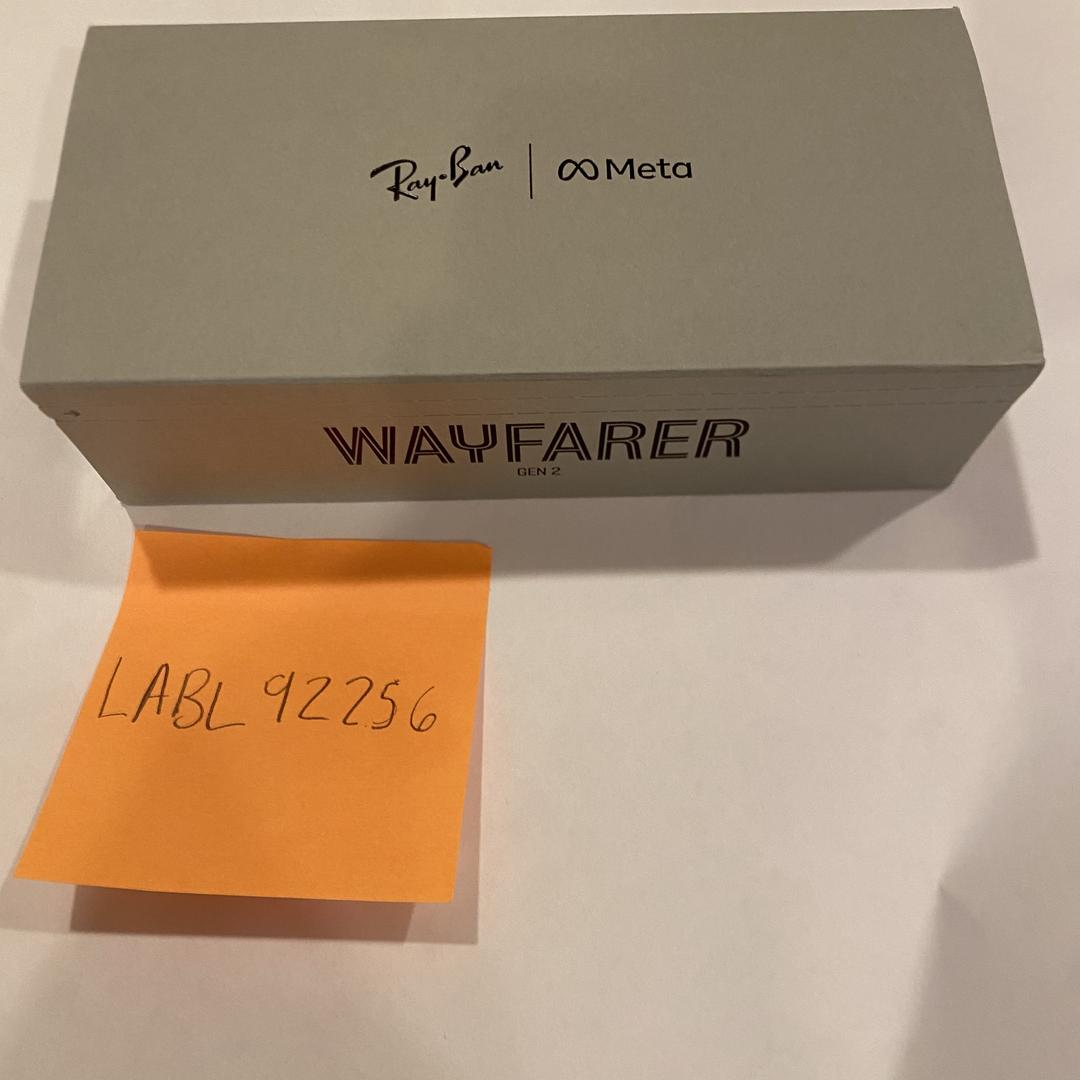 Ray-Ban | Meta
WAYFARER
GEN 2
LABL 92256